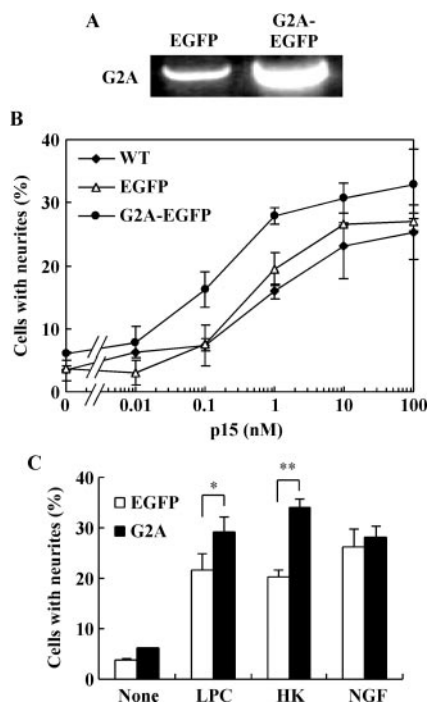 A
EGFP
G2A-
EGFP
G2A
B
40
30
20
10
0
Cells with neurites (%)
WT
EGFP
G2A-EGFP
0 0.01 0.1 1 10 100
p15 (nM)
C
40
30
20
10
0
Cells with neurites (%)
EGFP
G2A
*
**
None LPC HK NGF